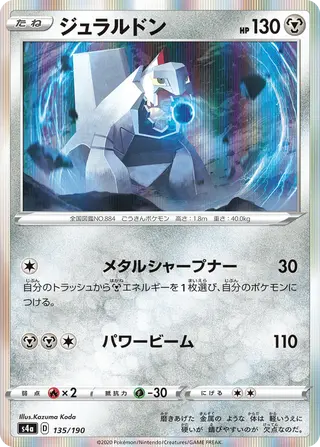 たね ジュラルドン HP 130
全国図鑑NO.884 ごうきんポケモン 高さ：1.8m 重さ：40.0kg
メタルシャープナー 30
自分のトラッシュからエネルギーを1枚選び、自分のポケモンに
つける。
パワービーム 110
弱点 ×2 抵抗力 -30 にげる
Illus.Kazuma Koda
s4a D 135/190
磨きあげた 金属の ような 体は 軽いうえに
硬いが 錆びやすいのが 欠点なのだ。
©2020 Pokémon/Nintendo/Creatures/GAME FREAK